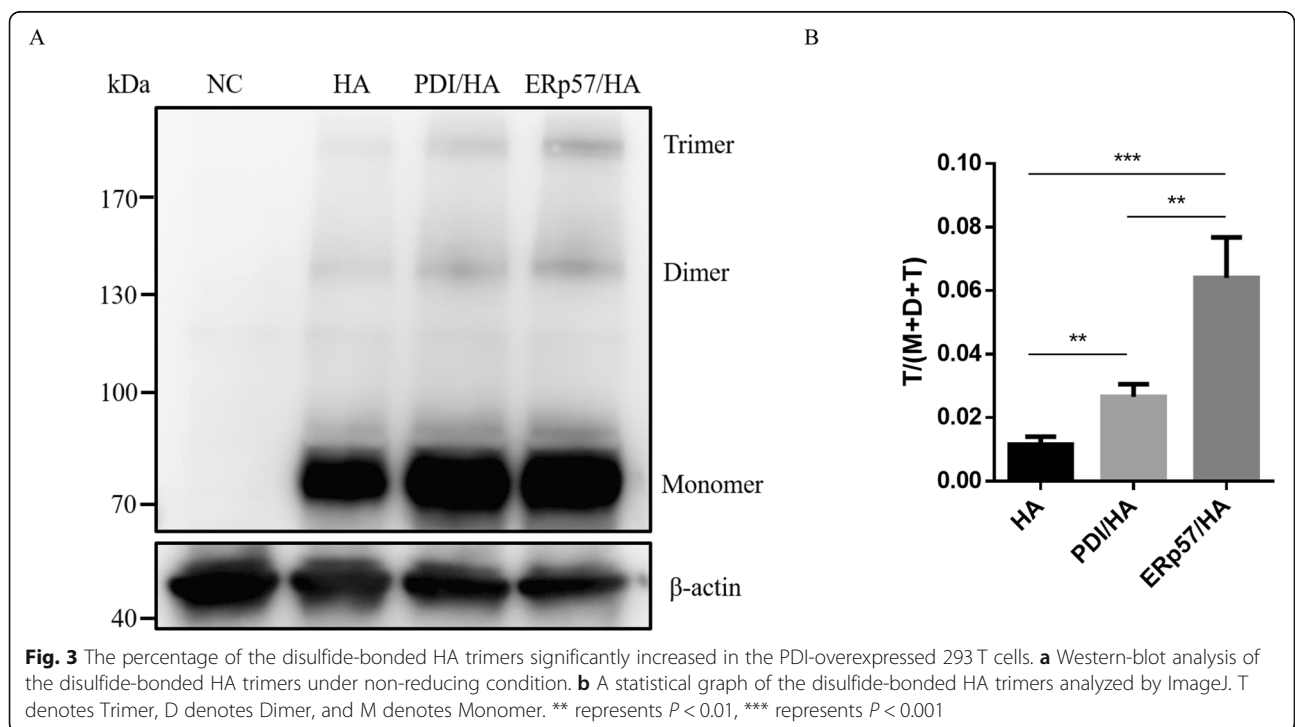 A
B
kDa NC HA PDI/HA ERp57/HA
Trimer
170
Dimer
130
100
Monomer
70
β-actin
40
T/(M+D+T)
0.10
0.08
0.06
0.04
0.02
0.00
***
**
**
HA
PDI/HA
ERp57/HA
Fig. 3 The percentage of the disulfide-bonded HA trimers significantly increased in the PDI-overexpressed 293 T cells. a Western-blot analysis of
the disulfide-bonded HA trimers under non-reducing condition. b A statistical graph of the disulfide-bonded HA trimers analyzed by ImageJ. T
denotes Trimer, D denotes Dimer, and M denotes Monomer. ** represents P < 0.01, *** represents P < 0.001